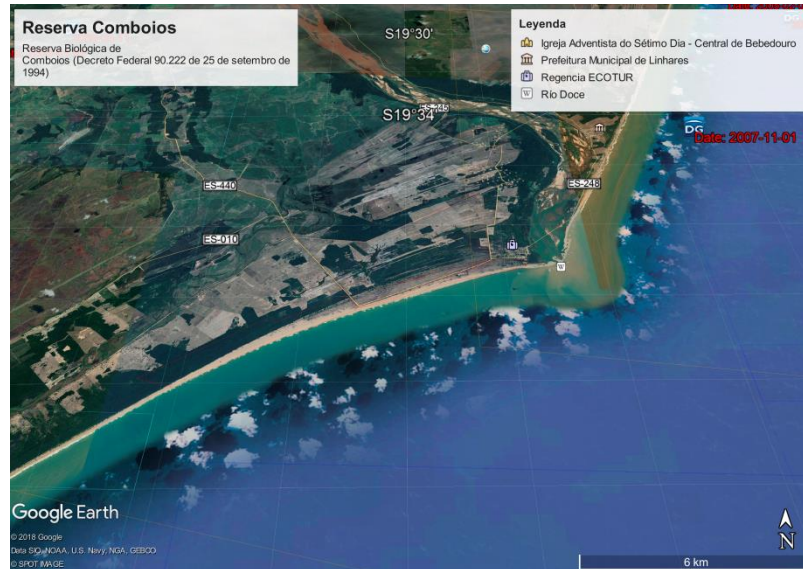 Reserva Comboios
Reserva Biológica de
Comboios (Decreto Federal 90.222 de 25 de setembro de
1994)
Leyenda
Igreja Adventista do Sétimo Dia - Central de Bebedouro
Prefeitura Municipal de Linhares
Regencia ECOTUR
W Río Doce
S19°30'
ES-245
S19°34'
DG
Date: 2007-11-01
ES-440
ES-248
ES-010
W
Google Earth
© 2018 Google
Data SIO, NOAA, U.S. Navy, NGA, GEBCO
© SPOT IMAGE
N
6 km